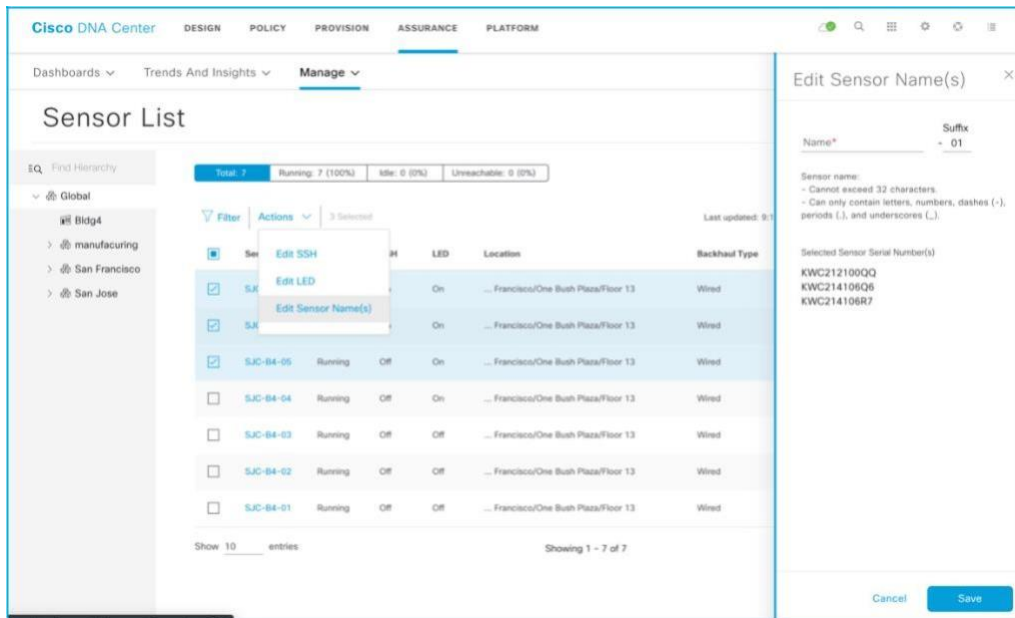 Cisco DNA Center DESIGN POLICY PROVISION ASSURANCE PLATFORM
Dashboards Trends And Insights Manage
Sensor List
Find Hierarchy
Global
Bldg4
manufacuring
San Francisco
San Jose
Total: 7 Running: 7 (100%) Idle: 0 (0%) Unreachable: 0 (0%)
Filter Actions 3 Selected Last updated: 9:1
Edit SSH
Edit LED
Edit Sensor Name(s)
Sen H LED Location Backhaul Type
SJC On ... Francisco/One Bush Plaza/Floor 13 Wired
SJC On ... Francisco/One Bush Plaza/Floor 13 Wired
SJC-B4-05 Running Off On ... Francisco/One Bush Plaza/Floor 13 Wired
SJC-B4-04 Running Off On ... Francisco/One Bush Plaza/Floor 13 Wired
SJC-B4-03 Running Off Off ... Francisco/One Bush Plaza/Floor 13 Wired
SJC-B4-02 Running Off Off ... Francisco/One Bush Plaza/Floor 13 Wired
SJC-B4-01 Running Off Off ... Francisco/One Bush Plaza/Floor 13 Wired
Show 10 entries Showing 1 - 7 of 7
Edit Sensor Name(s)
Suffix
Name* - 01
Sensor name:
- Cannot exceed 32 characters.
- Can only contain letters, numbers, dashes (-),
periods (.), and underscores (_).
Selected Sensor Serial Number(s)
KWC212100QQ
KWC214106Q6
KWC214106R7
Cancel Save